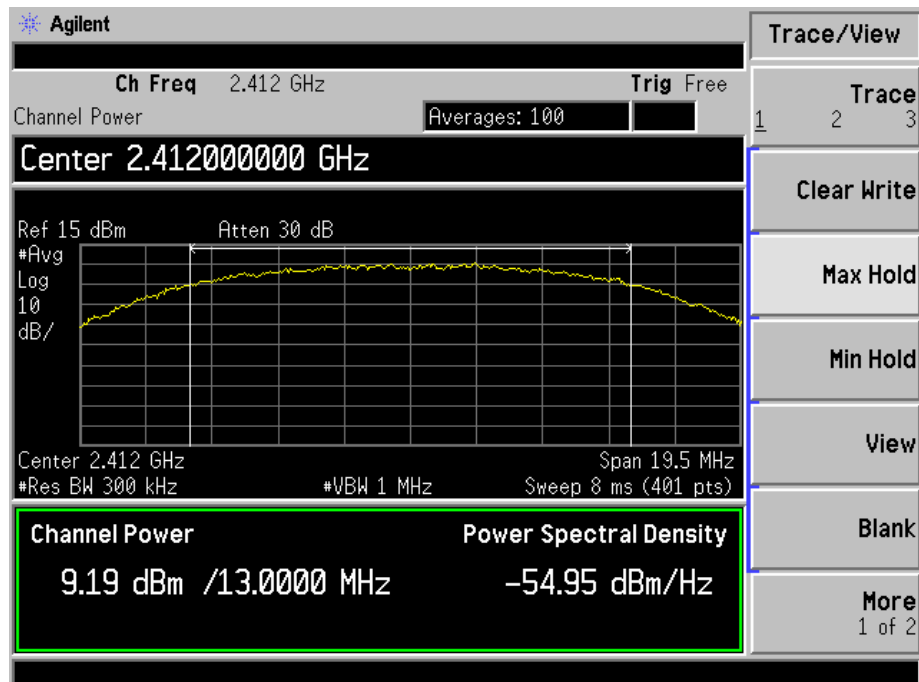 Agilent
Trace/View
Ch Freq 2.412 GHz Trig Free
Channel Power Averages: 100
Trace
1 2 3
Center 2.412000000 GHz
Clear Write
Ref 15 dBm Atten 30 dB
#Avg
Log
10
dB/
Max Hold
Min Hold
View
Center 2.412 GHz Span 19.5 MHz
#Res BW 300 kHz #VBW 1 MHz Sweep 8 ms (401 pts)
Channel Power Power Spectral Density
9.19 dBm /13.0000 MHz -54.95 dBm/Hz
Blank
More
1 of 2